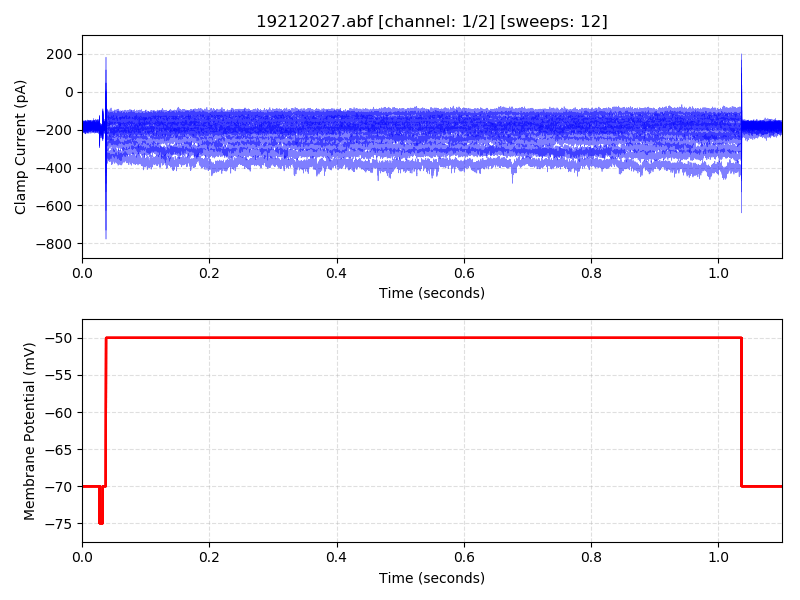 19212027.abf [channel: 1/2] [sweeps: 12]
Clamp Current (pA)
200
0
−200
−400
−600
−800
0.0 0.2 0.4 0.6 0.8 1.0
Time (seconds)
Membrane Potential (mV)
−50
−55
−60
−65
−70
−75
0.0 0.2 0.4 0.6 0.8 1.0
Time (seconds)